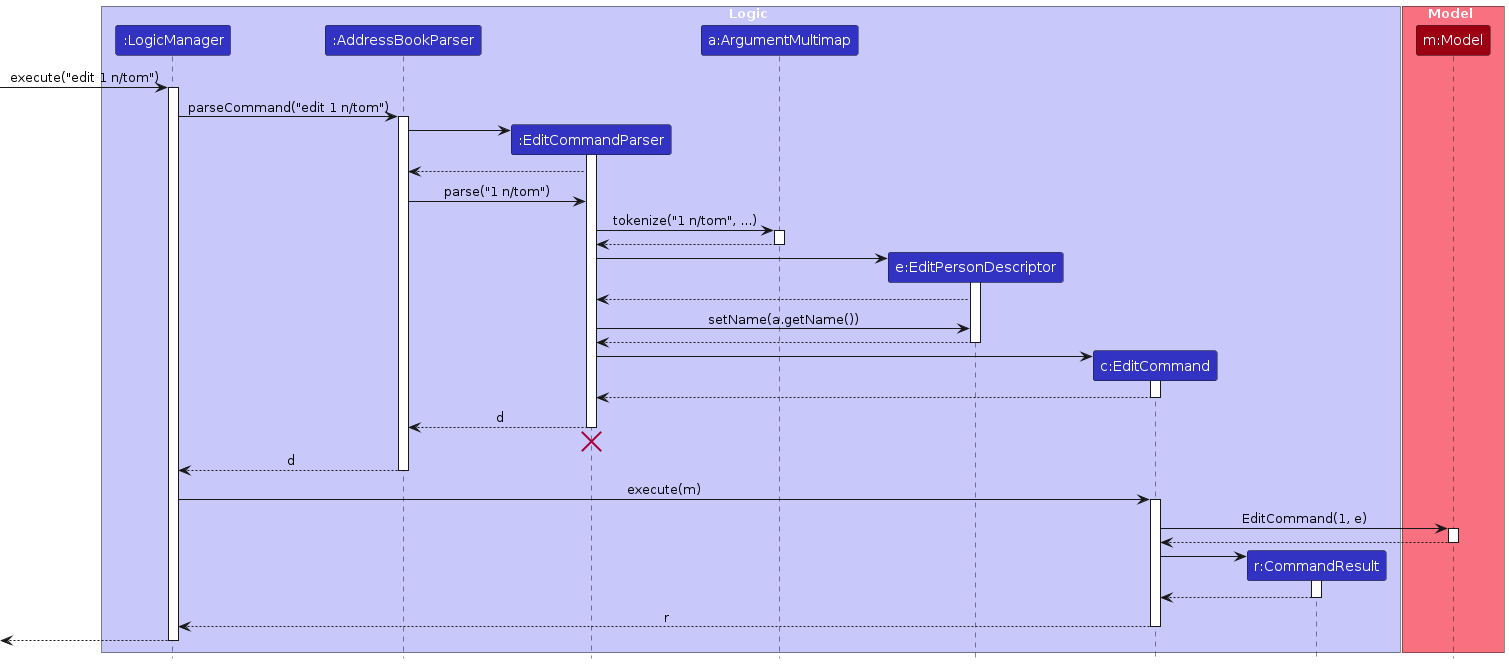 Logic
Model
:LogicManager
:AddressBookParser
a:ArgumentMultimap
m:Model
execute("edit 1 n/tom")
parseCommand("edit 1 n/tom")
:EditCommandParser
parse("1 n/tom")
tokenize("1 n/tom", ...)
e:EditPersonDescriptor
setName(a.getName())
c:EditCommand
d
d
execute(m)
EditCommand(1, e)
r:CommandResult
r